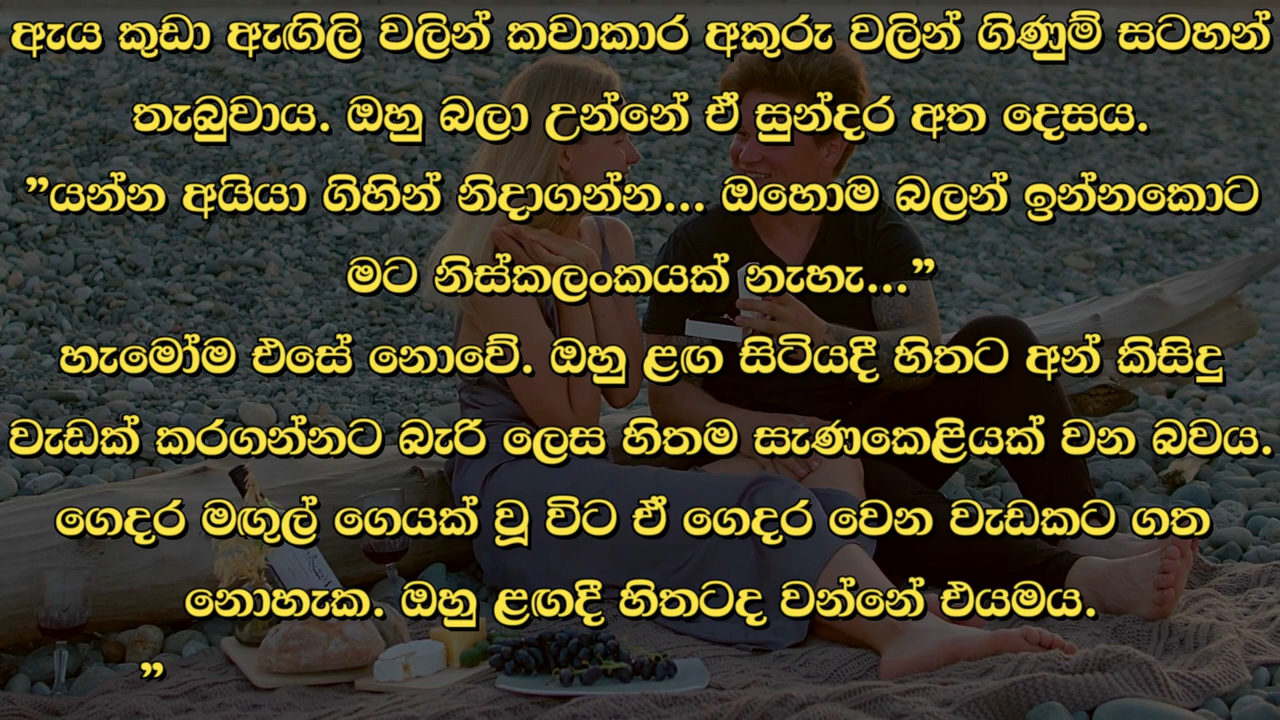 ඇය කුඩා ඇඟිලි වලින් කවාකාර අකුරු වලින් ගිණුම් සටහන්
තැබුවාය. ඔහු බලා උන්නේ ඒ සුන්දර අත දෙසය.
”යන්න අයියා ගිහින් නිදාගන්න... ඔහොම බලන් ඉන්නකොට
මට නිස්කලංකයක් නැහැ...”
හැමෝම එසේ නොවේ. ඔහු ළඟ සිටියදී හිතට අන් කිසිදු
වැඩක් කරගන්නට බැරි ලෙස හිතම සැණකෙළියක් වන බවය.
ගෙදර මඟුල් ගෙයක් වූ විට ඒ ගෙදර වෙන වැඩකට ගත
නොහැක. ඔහු ළඟදී හිතටද වන්නේ එයමය.
”